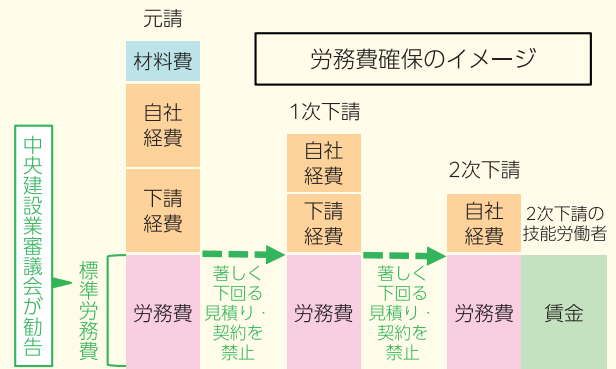 労務費確保のイメージ
元請
材料費
自社
経費
下請
経費
労務費
中央建設業審議会が勧告
標準労務費
著しく
下回る
見積り・
契約を
禁止
1次下請
自社
経費
下請
経費
労務費
著しく
下回る
見積り・
契約を
禁止
2次下請
自社
経費
労務費
2次下請の
技能労働者
賃金